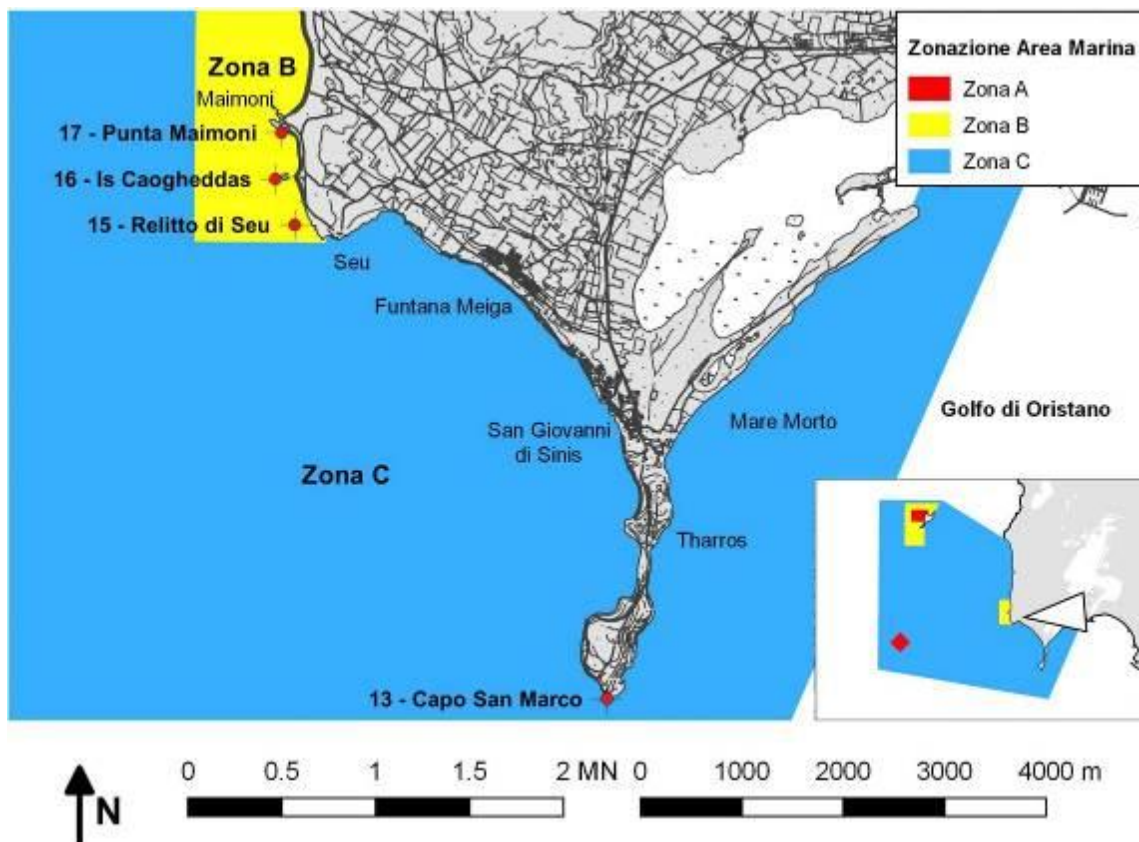 Zonazione Area Marina
Zona A
Zona B
Zona C
Zona B
Maimoni
17 - Punta Maimoni
16 - Is Caogheddas
15 - Relitto di Seu
Seu
Funtana Meiga
San Giovanni
di Sinis
Mare Morto
Golfo di Oristano
Zona C
Tharros
13 - Capo San Marco
0 0.5 1 1.5 2 MN 0 1000 2000 3000 4000 m
N